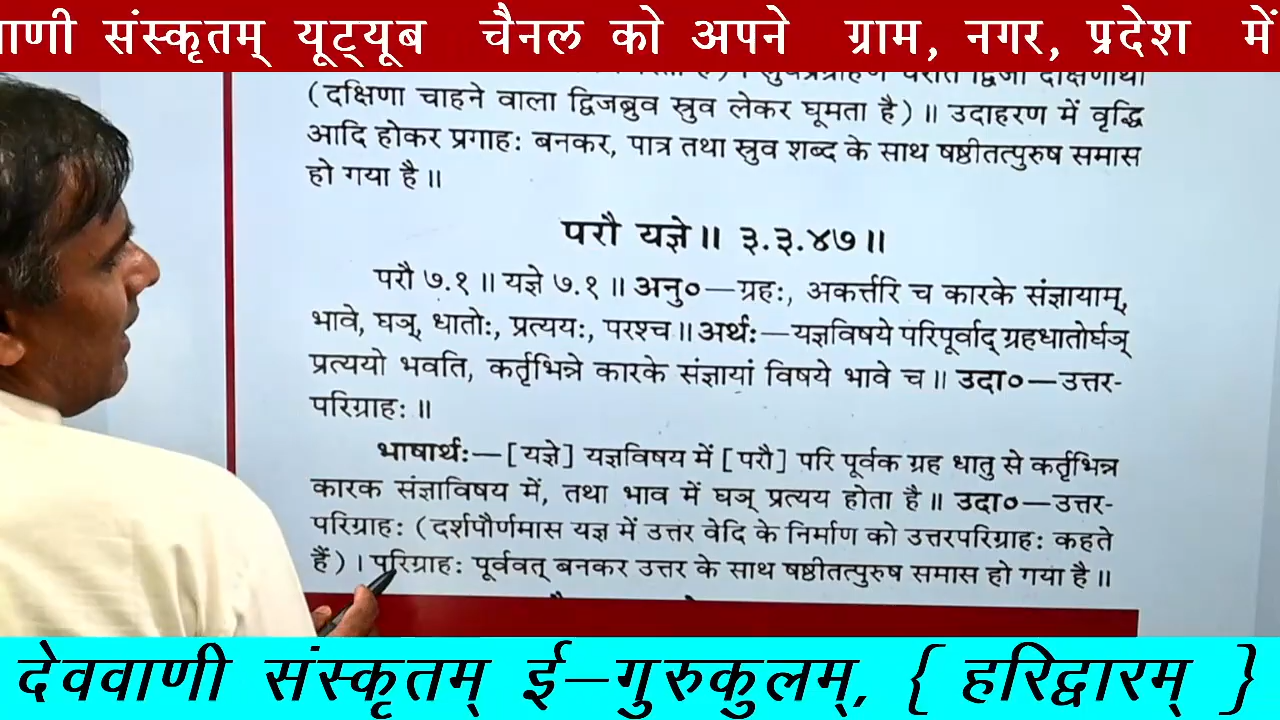 ाणी संस्कृतम् यूट्यूब चैनल को अपने ग्राम, नगर, प्रदेश में
द्विजो दक्षिणार्थी
(दक्षिणा चाहने वाला द्विजब्रुव स्रुव लेकर घूमता है)॥ उदाहरण में वृद्धि
आदि होकर प्रगाहः बनकर, पात्र तथा स्रुव शब्द के साथ षष्ठीतत्पुरुष समास
हो गया है॥
परौ यज्ञे॥ ३.३.४७॥
परौ ७.१॥ यज्ञे ७.१॥ अनु०—ग्रहः, अकर्त्तरि च कारके संज्ञायाम्,
भावे, घञ्, धातोः, प्रत्ययः, परश्च॥ अर्थः—यज्ञविषये परिपूर्वाद् ग्रहधातोर्घञ्
प्रत्ययो भवति, कर्तृभिन्ने कारके संज्ञायां विषये भावे च॥ उदा०—उत्तर-
परिग्राहः॥
भाषार्थः—[यज्ञे] यज्ञविषय में [परौ] परि पूर्वक ग्रह धातु से कर्तृभिन्न
कारक संज्ञाविषय में, तथा भाव में घञ् प्रत्यय होता है॥ उदा०—उत्तर-
परिग्राहः (दर्शपौर्णमास यज्ञ में उत्तर वेदि के निर्माण को उत्तरपरिग्राहः कहते
हैं)। परिग्राहः पूर्ववत् बनकर उत्तर के साथ षष्ठीतत्पुरुष समास हो गया है॥
देववाणी संस्कृतम् ई–गुरुकुलम्, { हरिद्वारम् }